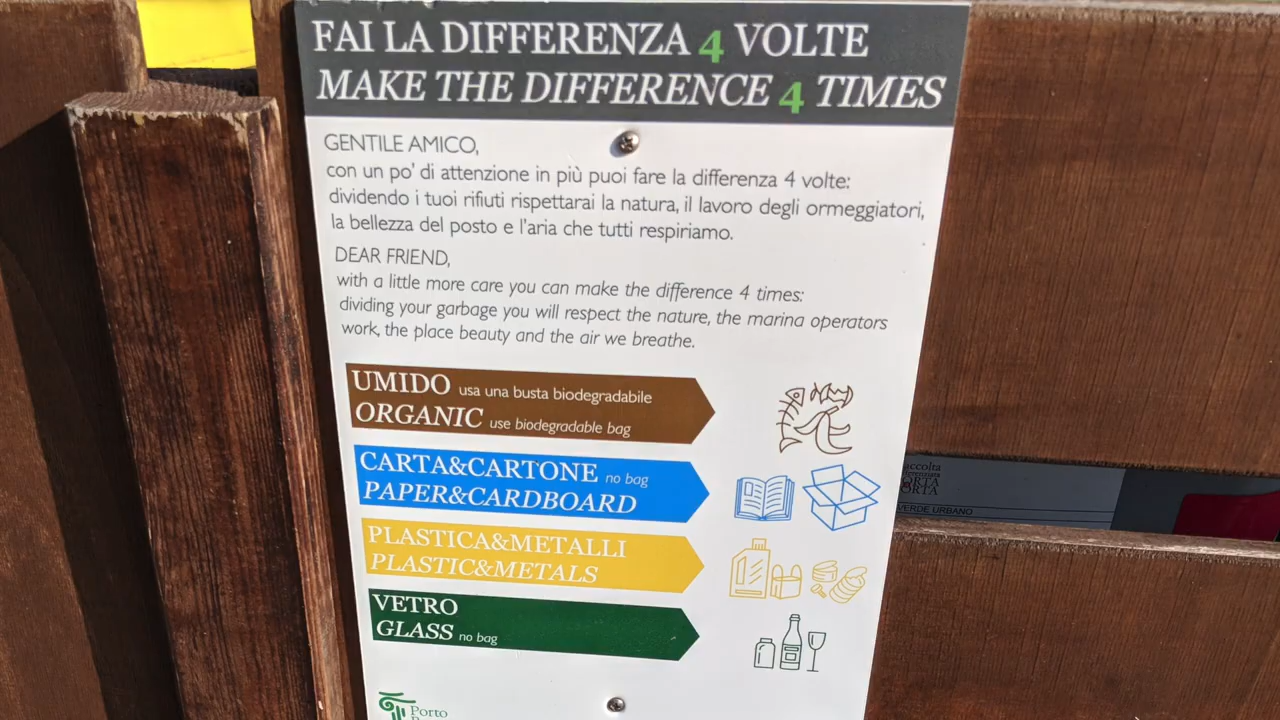 FAI LA DIFFERENZA 4 VOLTE
MAKE THE DIFFERENCE 4 TIMES
GENTILE AMICO,
con un po' di attenzione in più puoi fare la differenza 4 volte:
dividendo i tuoi rifiuti rispettarai la natura, il lavoro degli ormeggiatori,
la bellezza del posto e l'aria che tutti respiriamo.
DEAR FRIEND,
with a little more care you can make the difference 4 times:
dividing your garbage you will respect the nature, the marina operators
work, the place beauty and the air we breathe.
UMIDO usa una busta biodegradabile
ORGANIC use biodegradable bag
CARTA&CARTONE no bag
PAPER&CARDBOARD
PLASTICA&METALLI
PLASTIC&METALS
VETRO
GLASS no bag
Porto
VERDE URBANO